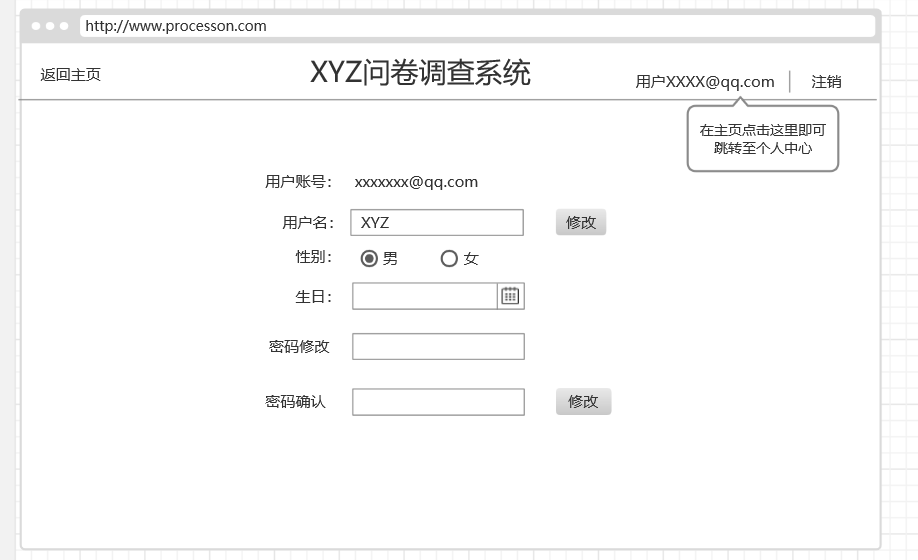 http://www.processon.com
返回主页
XYZ问卷调查系统
用户XXXX@qq.com
注销
在主页点击这里即可
跳转至个人中心
用户账号： xxxxxxx@qq.com
用户名： XYZ 修改
性别： 男 女
生日：
密码修改
密码确认 修改